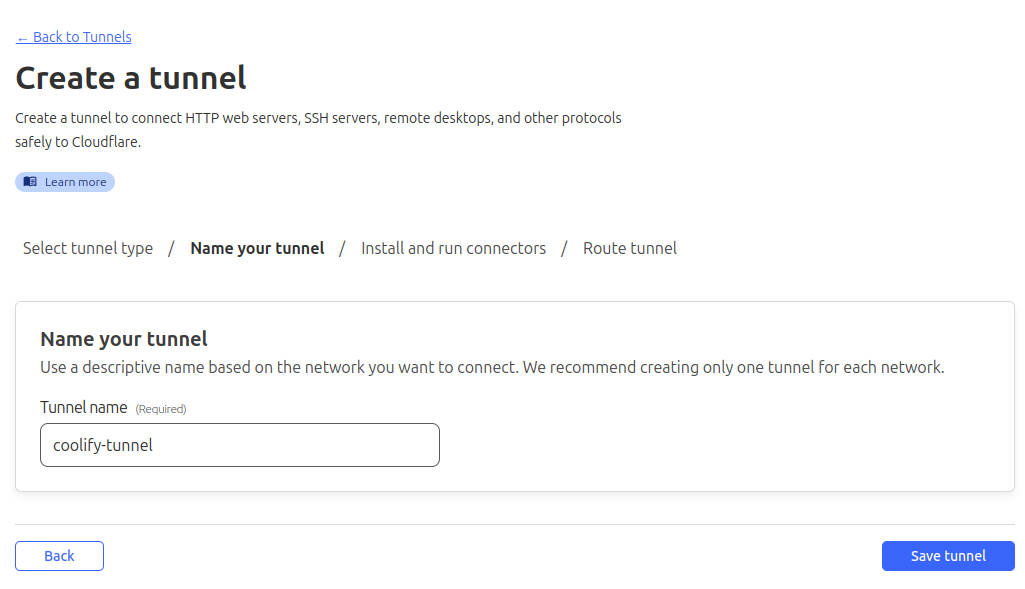 ← Back to Tunnels
Create a tunnel
Create a tunnel to connect HTTP web servers, SSH servers, remote desktops, and other protocols
safely to Cloudflare.
Learn more
Select tunnel type / Name your tunnel / Install and run connectors / Route tunnel
Name your tunnel
Use a descriptive name based on the network you want to connect. We recommend creating only one tunnel for each network.
Tunnel name (Required)
coolify-tunnel
Back Save tunnel